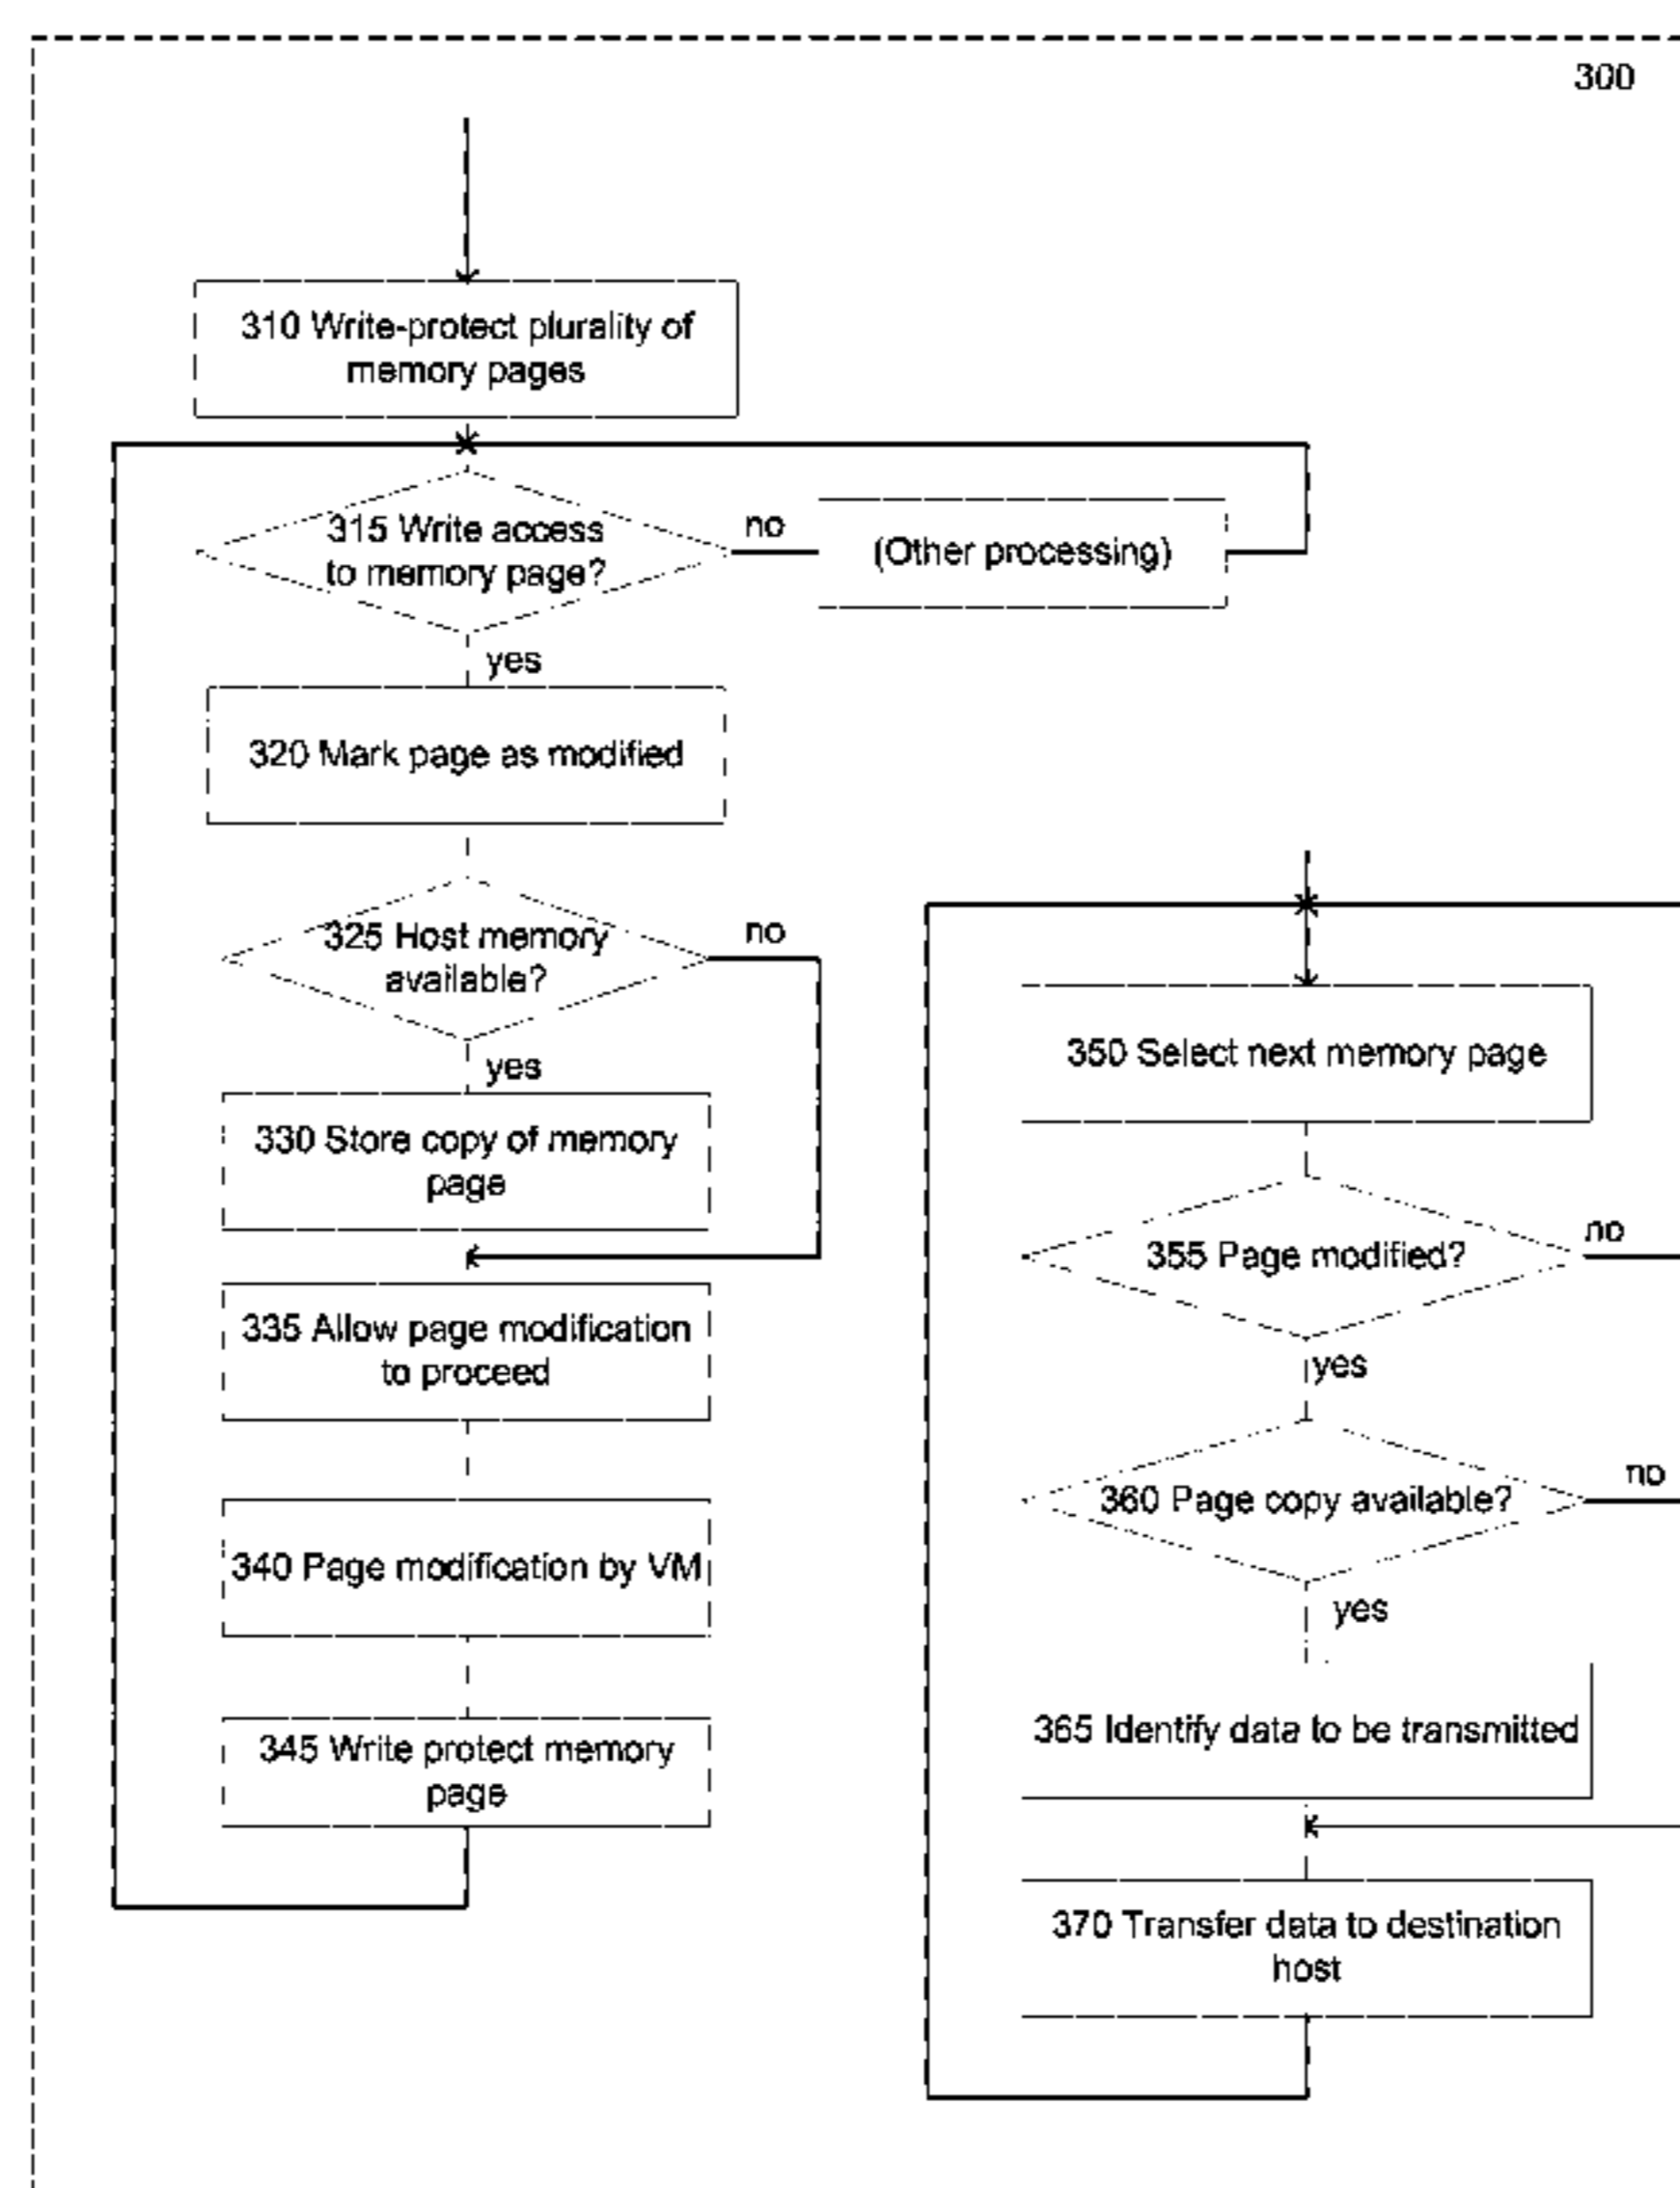 300
310 Write-protect plurality of
memory pages
315 Write access
to memory page?
no
(Other processing)
yes
320 Mark page as modified
325 Host memory
available?
no
yes
330 Store copy of memory
page
335 Allow page modification
to proceed
340 Page modification by VM
345 Write protect memory
page
350 Select next memory page
355 Page modified?
no
yes
360 Page copy available?
no
yes
365 Identify data to be transmitted
370 Transfer data to destination
host